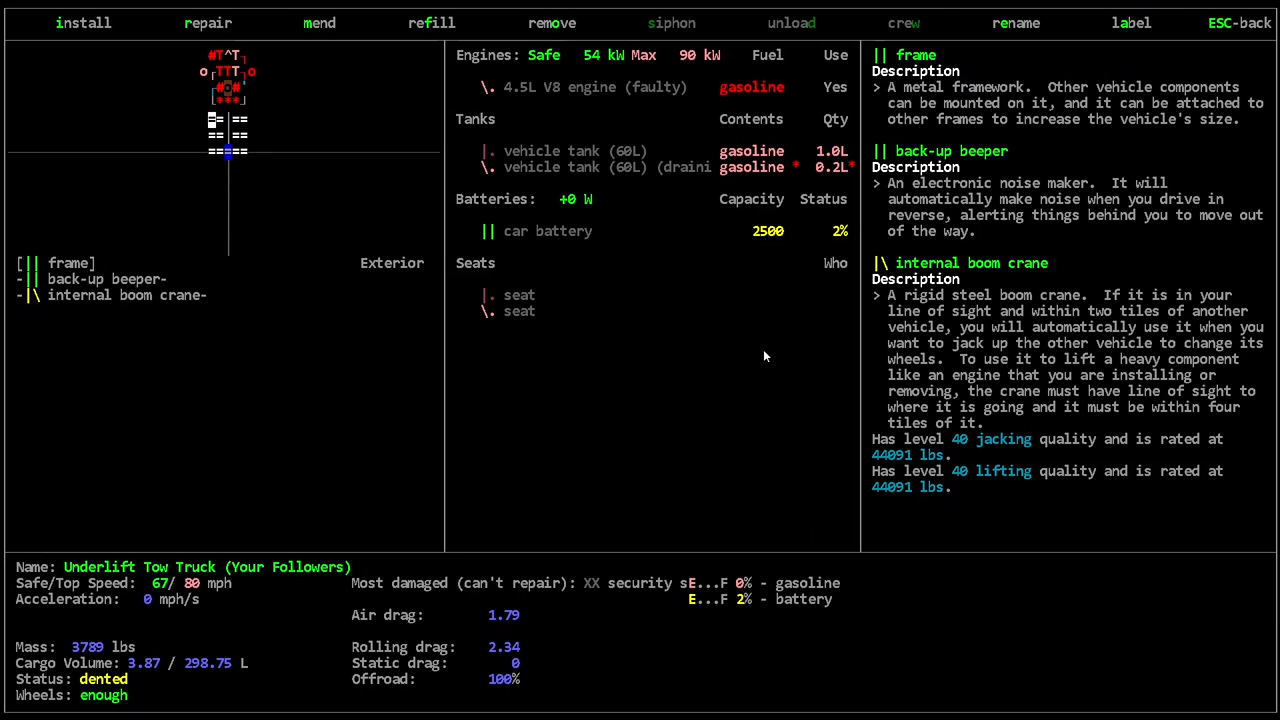 install repair mend refill remove siphon unload crew rename label ESC-back
#T^T┐
o┌TTTo
[#o#'
[***┘
==│==
==│==
=====
[|| frame] Exterior
-|| back-up beeper-
-|\ internal boom crane-
Engines: Safe 54 kW Max 90 kW Fuel Use
\. 4.5L V8 engine (faulty) gasoline Yes
Tanks Contents Qty
|. vehicle tank (60L) gasoline 1.0L
\. vehicle tank (60L) (draini gasoline * 0.2L*
Batteries: +0 W Capacity Status
|| car battery 2500 2%
Seats Who
|. seat
\. seat
|| frame
Description
> A metal framework. Other vehicle components
can be mounted on it, and it can be attached to
other frames to increase the vehicle's size.
|| back-up beeper
Description
> An electronic noise maker. It will
automatically make noise when you drive in
reverse, alerting things behind you to move out
of the way.
|\ internal boom crane
Description
> A rigid steel boom crane. If it is in your
line of sight and within two tiles of another
vehicle, you will automatically use it when you
want to jack up the other vehicle to change its
wheels. To use it to lift a heavy component
like an engine that you are installing or
removing, the crane must have line of sight to
where it is going and it must be within four
tiles of it.
Has level 40 jacking quality and is rated at
44091 lbs.
Has level 40 lifting quality and is rated at
44091 lbs.
Name: Underlift Tow Truck (Your Followers)
Safe/Top Speed: 67/ 80 mph Most damaged (can't repair): XX security sE...F 0% - gasoline
Acceleration: 0 mph/s E...F 2% - battery
Air drag: 1.79
Mass: 3789 lbs Rolling drag: 2.34
Cargo Volume: 3.87 / 298.75 L Static drag: 0
Status: dented Offroad: 100%
Wheels: enough